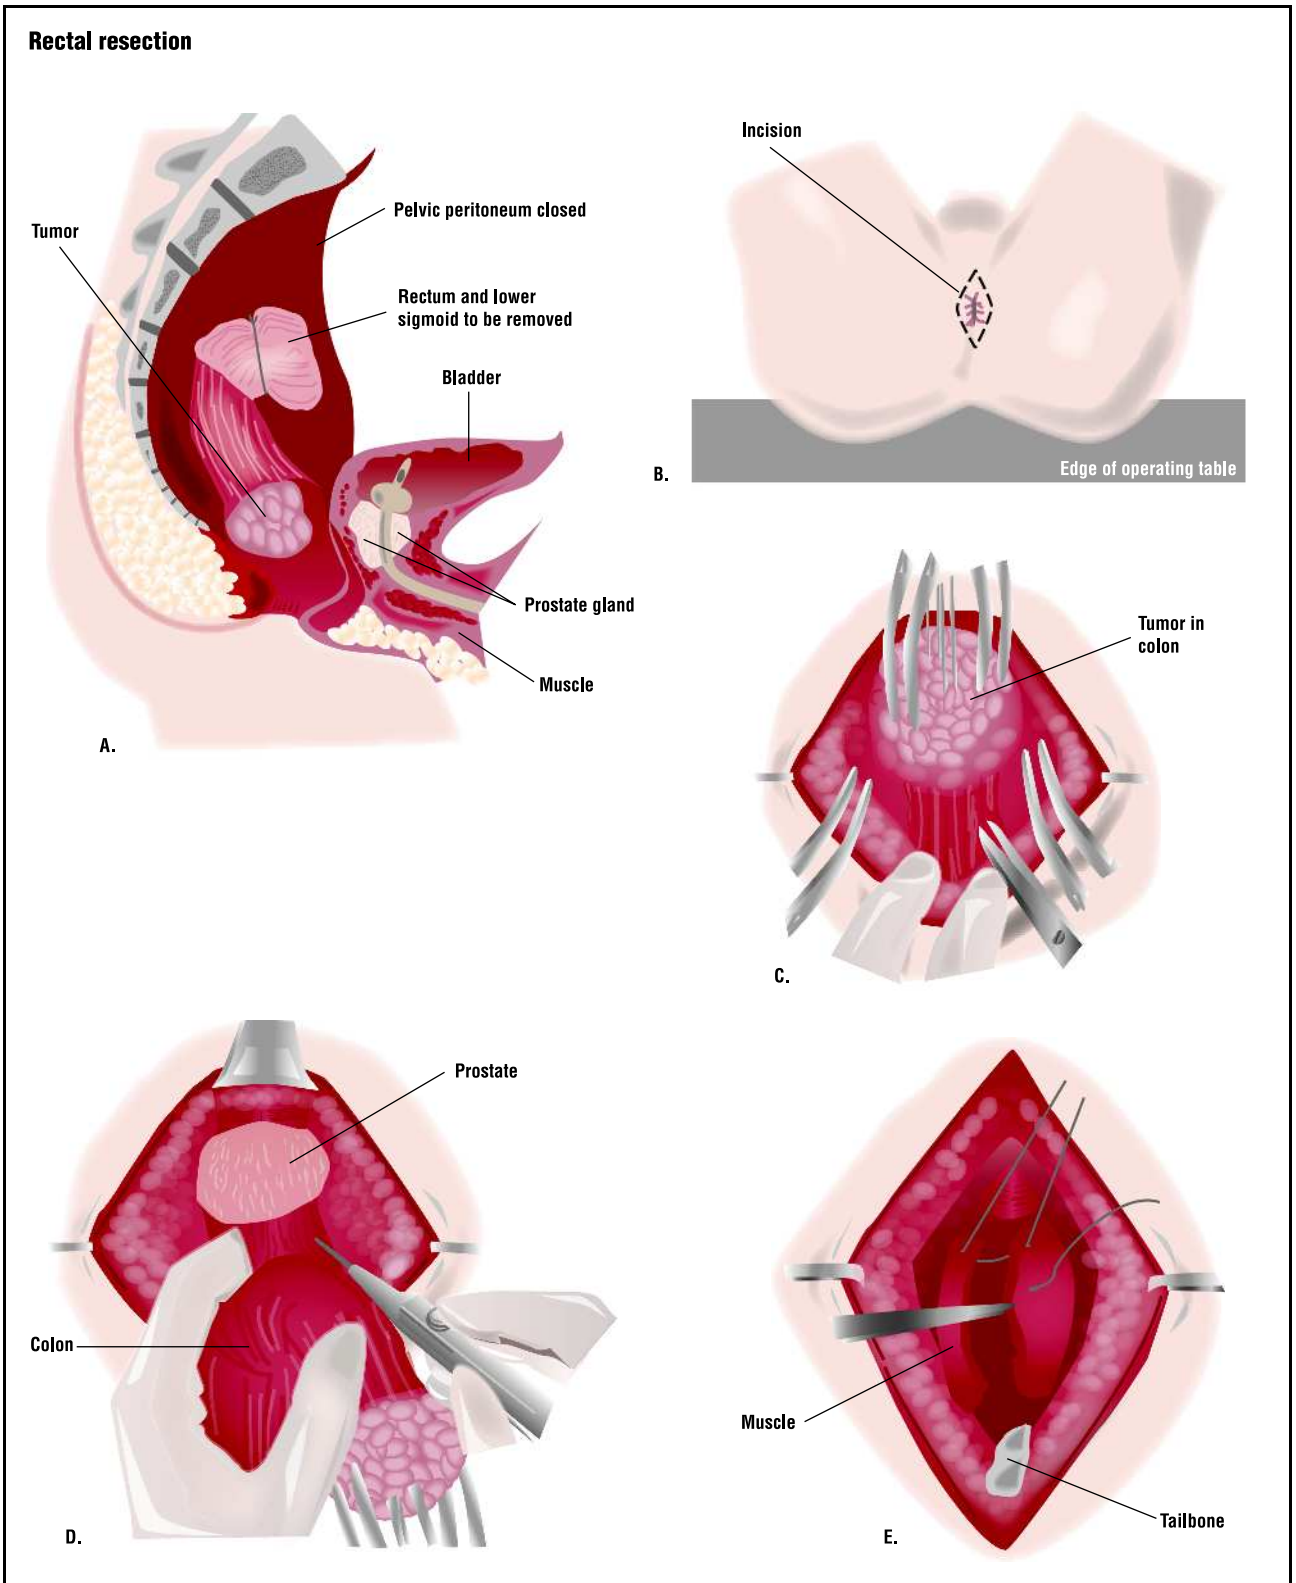 Rectal resection
Tumor
Pelvic peritoneum closed
Rectum and lower
sigmoid to be removed
Bladder
Prostate gland
Muscle
A.
Incision
Edge of operating table
B.
Tumor in
colon
C.
Prostate
Colon
D.
Muscle
Tailbone
E.